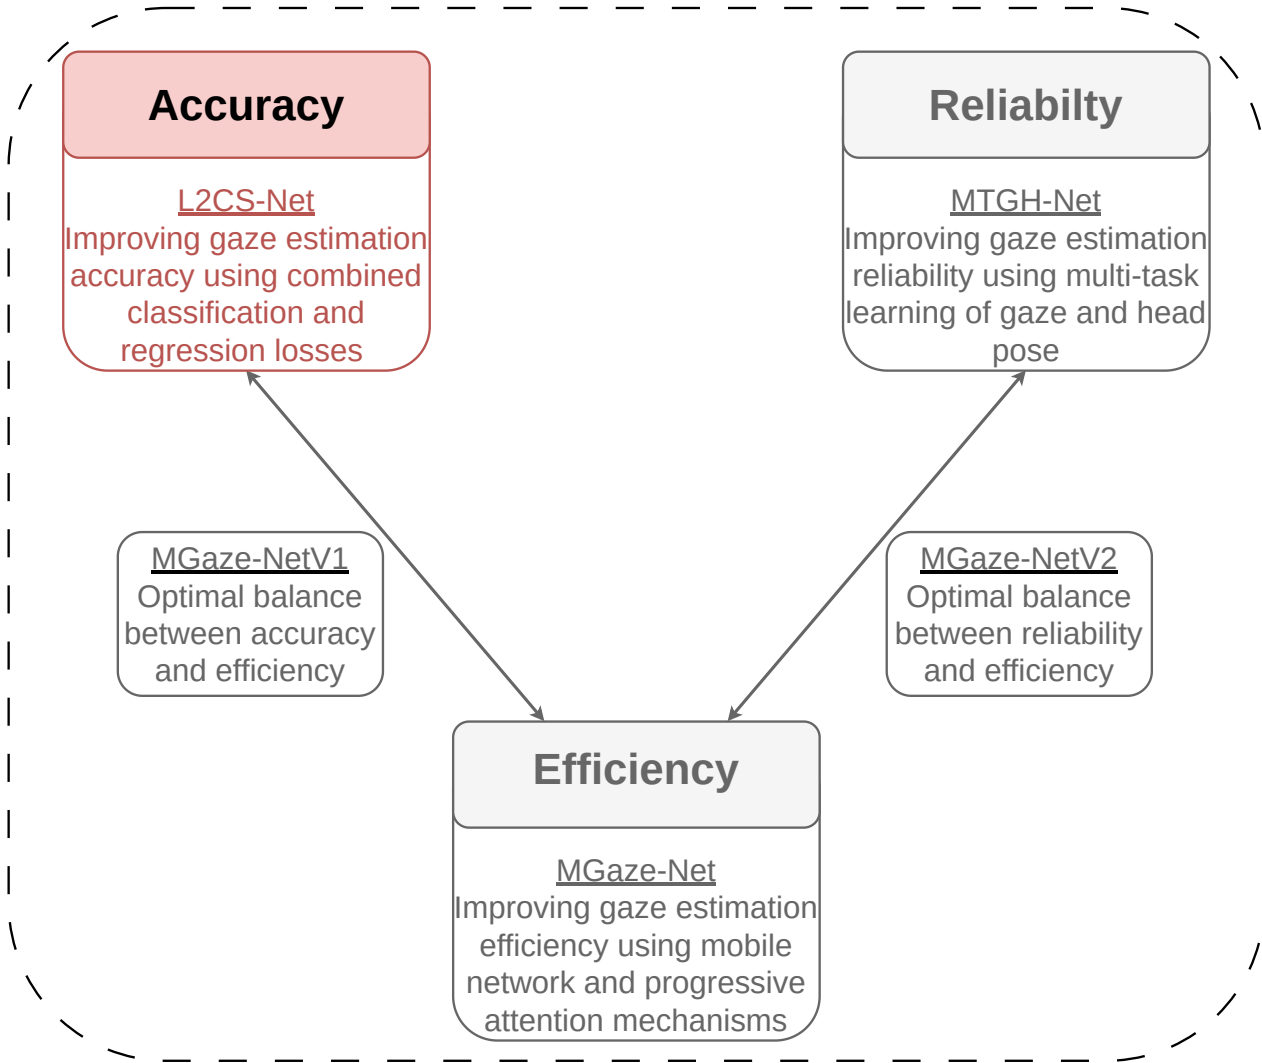 Accuracy
L2CS-Net
Improving gaze estimation
accuracy using combined
classification and
regression losses
Reliabilty
MTGH-Net
Improving gaze estimation
reliability using multi-task
learning of gaze and head
pose
MGaze-NetV1
Optimal balance
between accuracy
and efficiency
MGaze-NetV2
Optimal balance
between reliability
and efficiency
Efficiency
MGaze-Net
Improving gaze estimation
efficiency using mobile
network and progressive
attention mechanisms